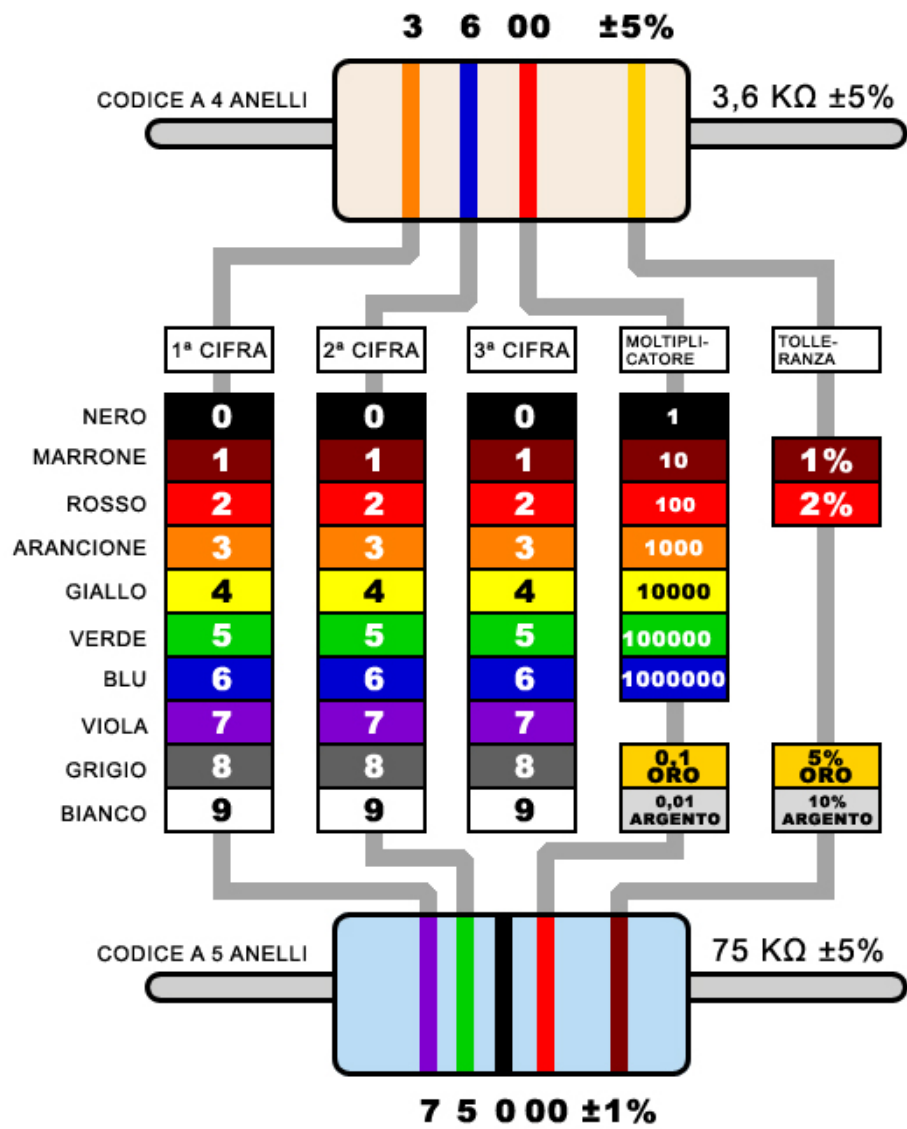 3 6 00 ±5%
CODICE A 4 ANELLI
3,6 KΩ ±5%
1ª CIFRA
2ª CIFRA
3ª CIFRA
MOLTIPLI-
CATORE
TOLLE-
RANZA
NERO 0 0 0 1
MARRONE 1 1 1 10 1%
ROSSO 2 2 2 100 2%
ARANCIONE 3 3 3 1000
GIALLO 4 4 4 10000
VERDE 5 5 5 100000
BLU 6 6 6 1000000
VIOLA 7 7 7
GRIGIO 8 8 8
0,1
ORO
5%
ORO
BIANCO 9 9 9
0,01
ARGENTO
10%
ARGENTO
CODICE A 5 ANELLI
75 KΩ ±5%
7 5 0 00 ±1%